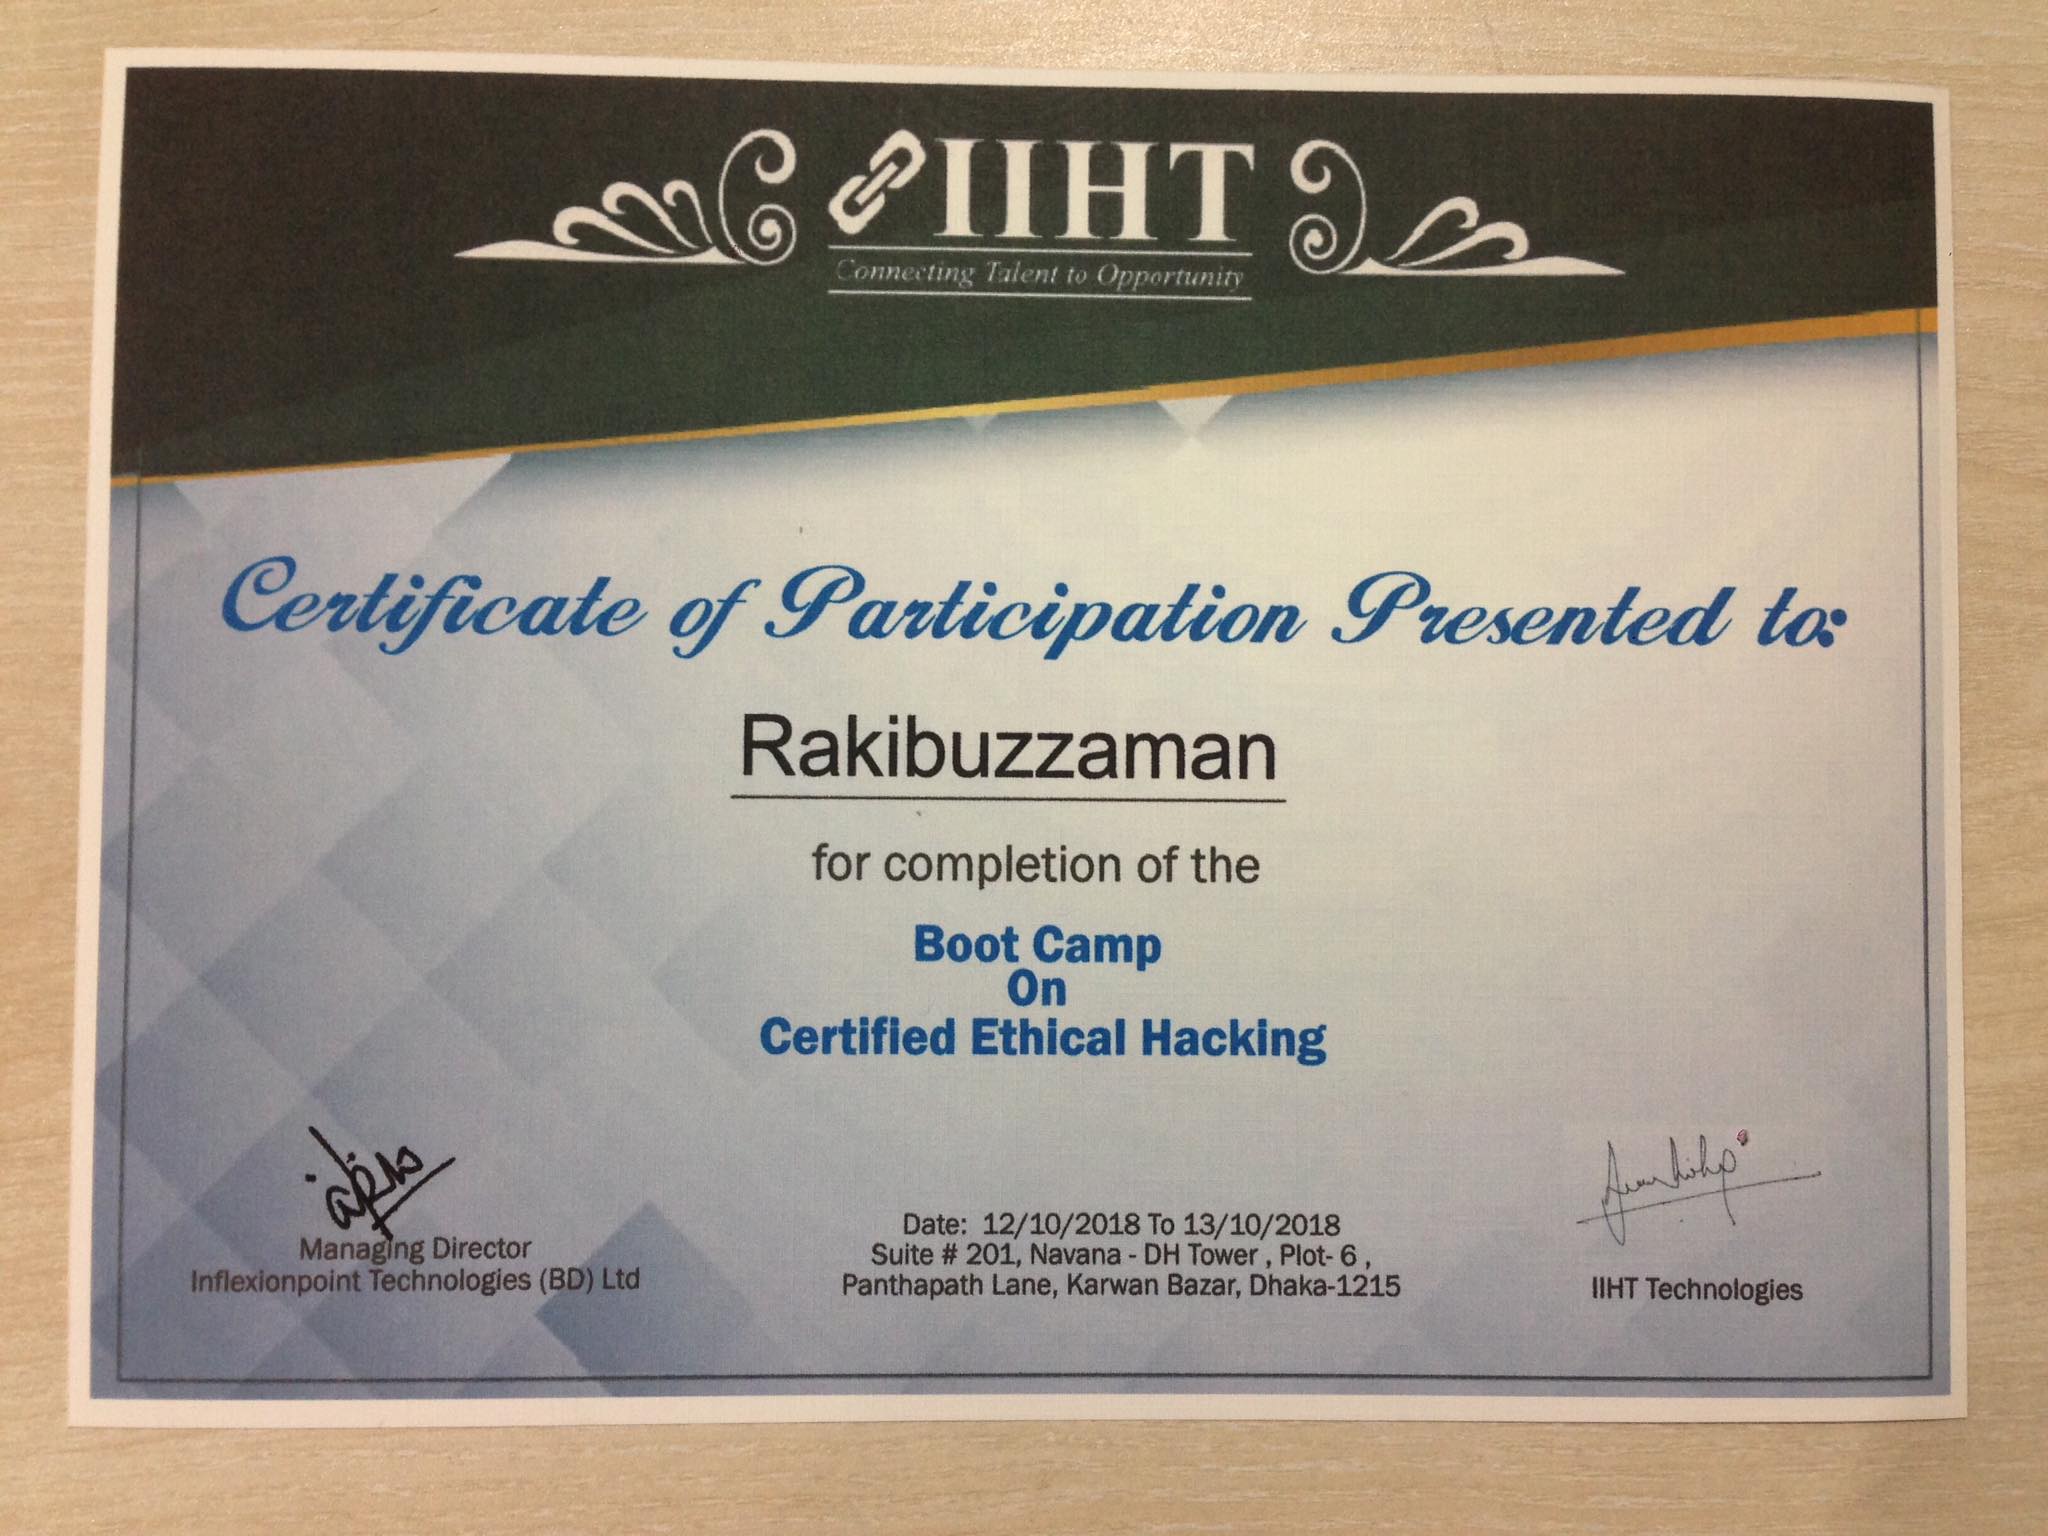 IIHT
Connecting Talent to Opportunity
Certificate of Participation Presented to:
Rakibuzzaman
for completion of the
Boot Camp
On
Certified Ethical Hacking
Managing Director
Inflexionpoint Technologies (BD) Ltd
Date: 12/10/2018 To 13/10/2018
Suite # 201, Navana - DH Tower , Plot- 6 ,
Panthapath Lane, Karwan Bazar, Dhaka-1215
IIHT Technologies